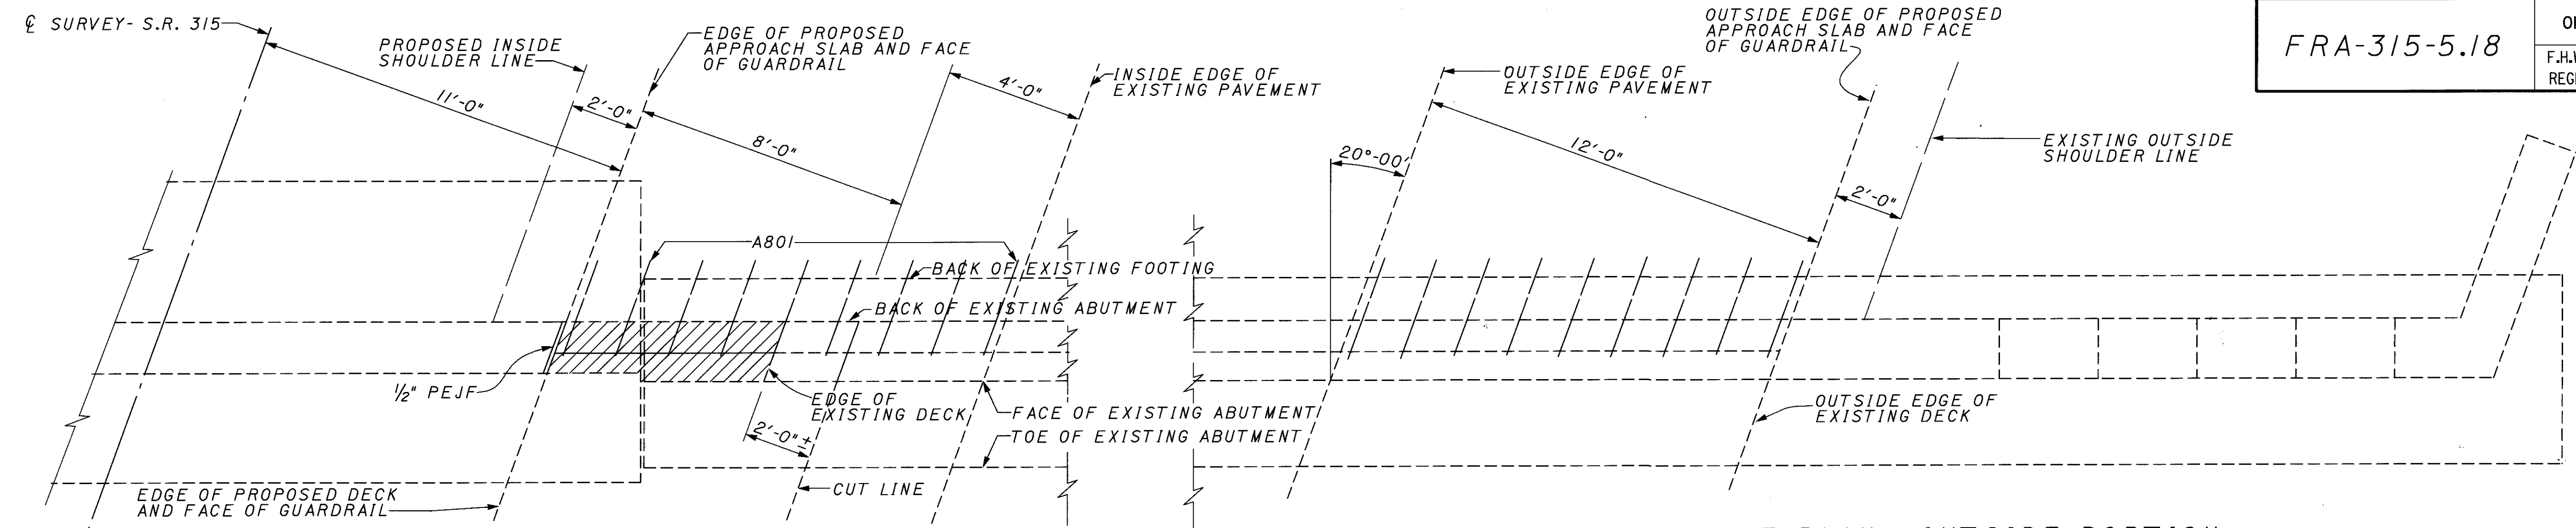 ℄ SURVEY- S.R. 315
PROPOSED INSIDE
SHOULDER LINE
EDGE OF PROPOSED
APPROACH SLAB AND FACE
OF GUARDRAIL
11'-0"
2'-0"
8'-0"
4'-0"
INSIDE EDGE OF
EXISTING PAVEMENT
OUTSIDE EDGE OF
EXISTING PAVEMENT
OUTSIDE EDGE OF PROPOSED
APPROACH SLAB AND FACE
OF GUARDRAIL
FRA-315-5.18
F.H.W
REG
20°-00'
12'-0"
2'-0"
EXISTING OUTSIDE
SHOULDER LINE
A801
BACK OF EXISTING FOOTING
BACK OF EXISTING ABUTMENT
1/2" PEJF
EDGE OF
EXISTING DECK
2'-0"±
FACE OF EXISTING ABUTMENT
TOE OF EXISTING ABUTMENT
CUT LINE
EDGE OF PROPOSED DECK
AND FACE OF GUARDRAIL
OUTSIDE EDGE OF
EXISTING DECK